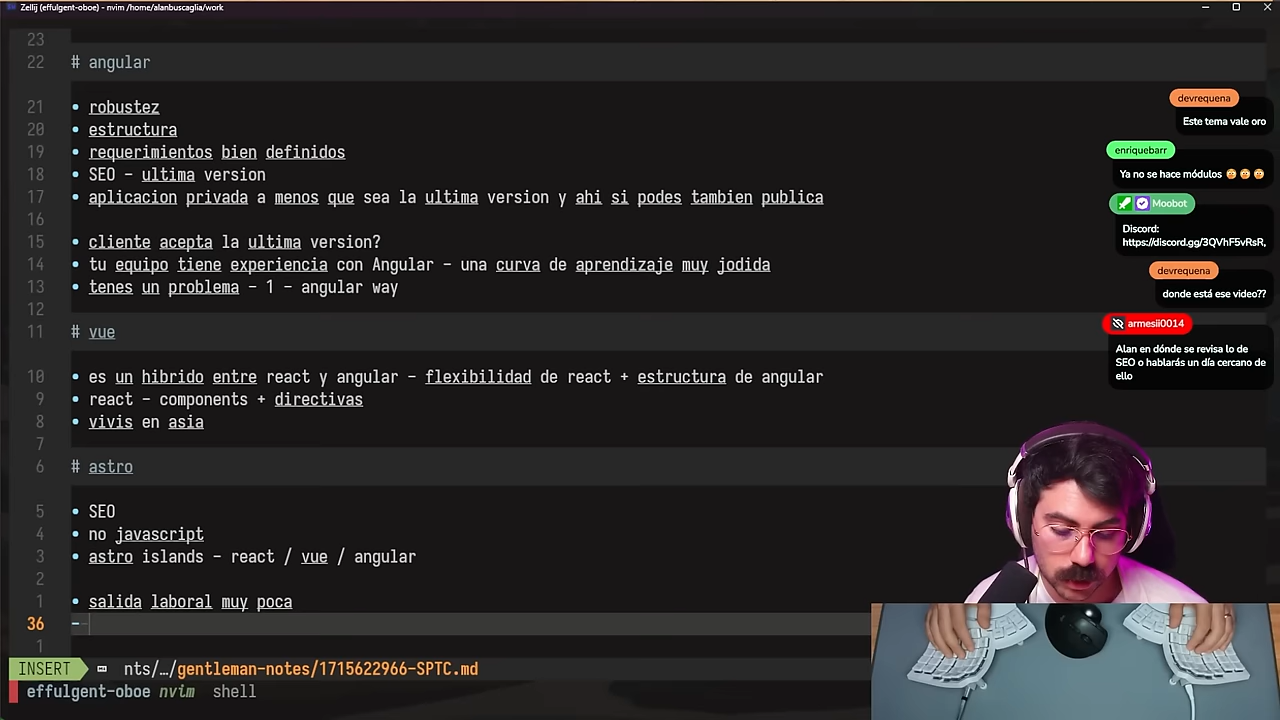 Zellij (effulgent-oboe) - nvim /home/alanbuscaglia/work
23
22 # angular
21 • robustez
20 • estructura
19 • requerimientos bien definidos
18 • SEO - ultima version
17 • aplicacion privada a menos que sea la ultima version y ahi si podes tambien publica
16
15 • cliente acepta la ultima version?
14 • tu equipo tiene experiencia con Angular - una curva de aprendizaje muy jodida
13 • tenes un problema - 1 - angular way
12
11 # vue
10 • es un hibrido entre react y angular - flexibilidad de react + estructura de angular
9 • react - components + directivas
8 • vivis en asia
7
6 # astro
5 • SEO
4 • no javascript
3 • astro islands - react / vue / angular
2
1 • salida laboral muy poca
36 -
1
INSERT nts/…/gentleman-notes/1715622966-SPTC.md
effulgent-oboe nvim shell
devrequena
Este tema vale oro
enriquebarr
Ya no se hace módulos
Moobot
Discord:
https://discord.gg/3QVhF5vRsR,
devrequena
donde está ese video??
armesii0014
Alan en dónde se revisa lo de
SEO o hablarás un día cercano de
ello